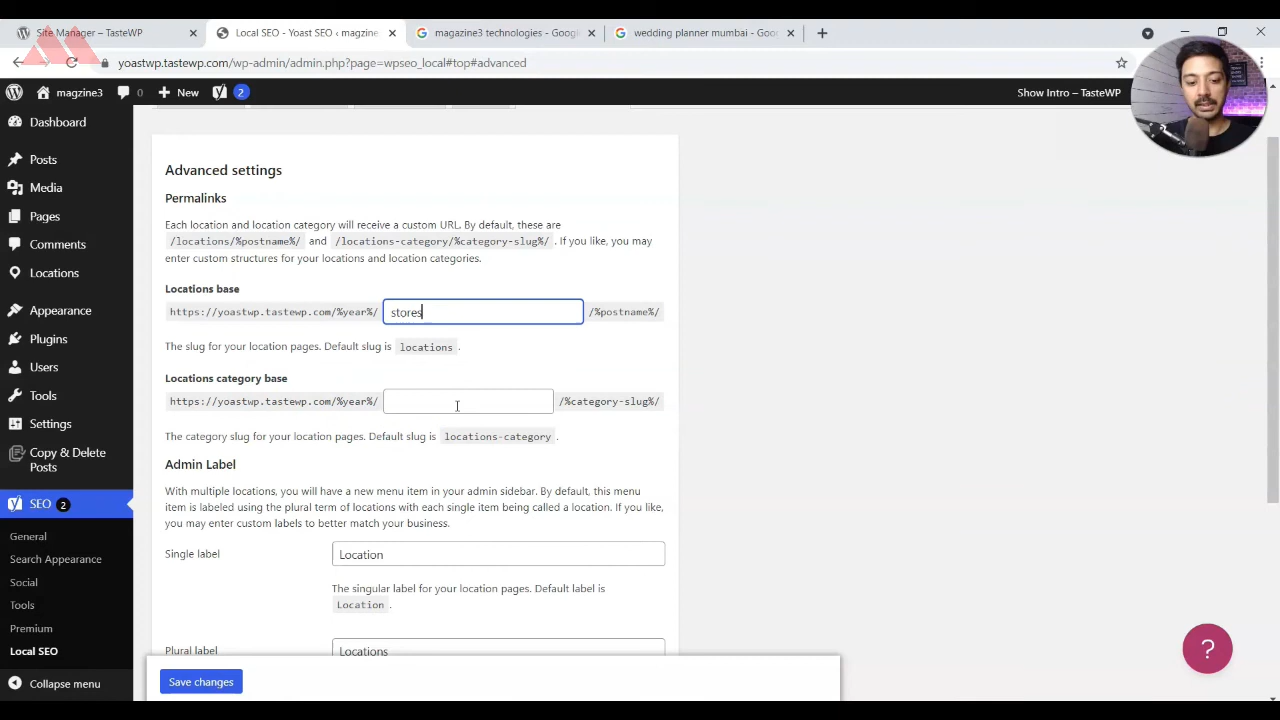 Site Manager – TasteWP
Local SEO - Yoast SEO ‹ magzine
magazine3 technologies - Google
wedding planner mumbai - Goo
yoastwp.tastewp.com/wp-admin/admin.php?page=wpseo_local#top#advanced
magzine3
0
New
2
Show Intro – TasteWP
Dashboard
Posts
Media
Pages
Comments
Locations
Appearance
Plugins
Users
Tools
Settings
Copy & Delete
Posts
SEO 2
General
Search Appearance
Social
Tools
Premium
Local SEO
Collapse menu
Advanced settings
Permalinks
Each location and location category will receive a custom URL. By default, these are
/locations/%postname%/ and /locations-category/%category-slug%/ . If you like, you may
enter custom structures for your locations and location categories.
Locations base
https://yoastwp.tastewp.com/%year%/ stores /%postname%/
The slug for your location pages. Default slug is locations .
Locations category base
https://yoastwp.tastewp.com/%year%/ /%category-slug%/
The category slug for your location pages. Default slug is locations-category .
Admin Label
With multiple locations, you will have a new menu item in your admin sidebar. By default, this menu
item is labeled using the plural term of locations with each single item being called a location. If you like,
you may enter custom labels to better match your business.
Single label Location
The singular label for your location pages. Default label is
Location .
Plural label Locations
Save changes
?